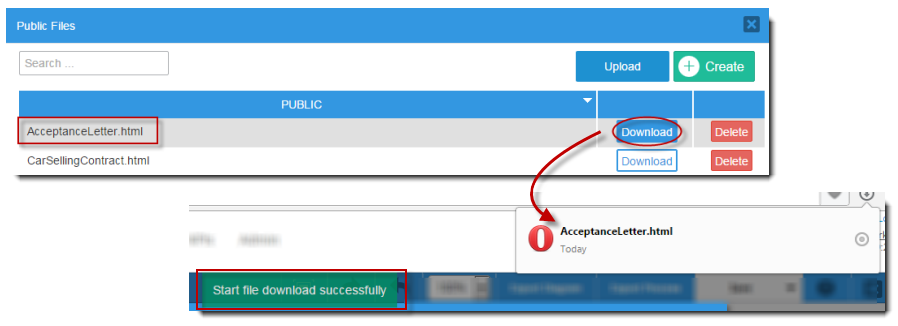 Public Files
Search ...
Upload
Create
PUBLIC
AcceptanceLetter.html
Download
Delete
CarSellingContract.html
Download
Delete
AcceptanceLetter.html
Today
Start file download successfully